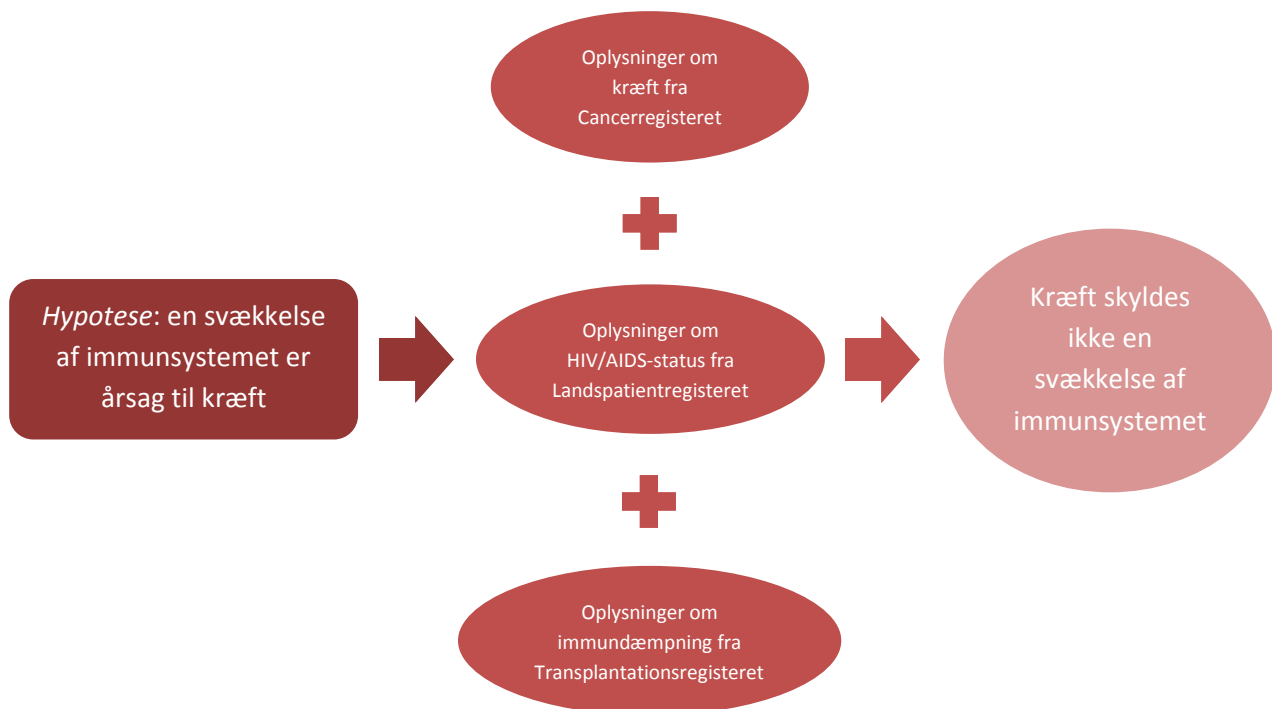 Oplysninger om
kræft fra
Cancerregisteret
Hypotese: en svækkelse
af immunsystemet er
årsag til kræft
Oplysninger om
HIV/AIDS-status fra
Landspatientregisteret
Kræft skyldes
ikke en
svækkelse af
immunsystemet
Oplysninger om
immundæmpning fra
Transplantationsregisteret